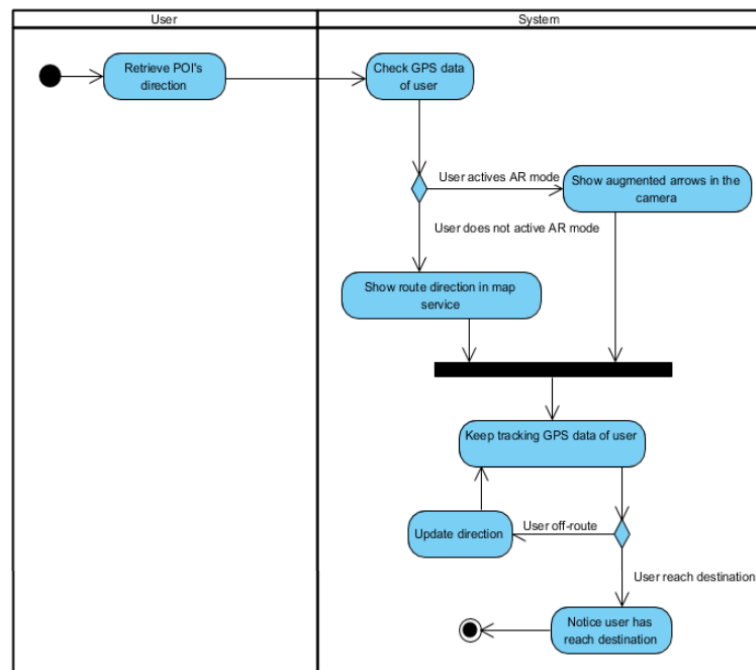 User
System
Retrieve POI's
direction
Check GPS data
of user
User actives AR mode
Show augmented arrows in the
camera
User does not active AR mode
Show route direction in map
service
Keep tracking GPS data of user
Update direction
User off-route
User reach destination
Notice user has
reach destination